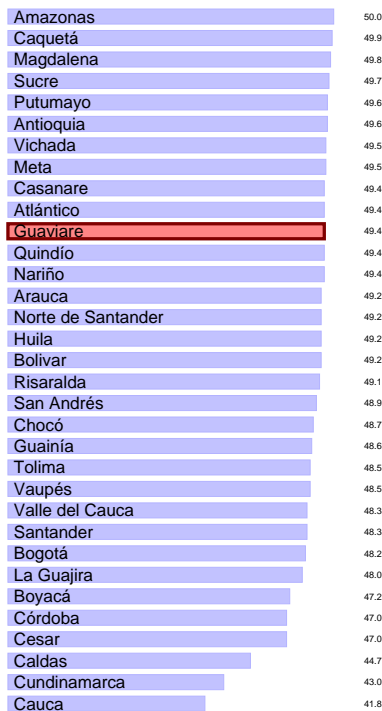 Amazonas 50.0
Caquetá 49.9
Magdalena 49.8
Sucre 49.7
Putumayo 49.6
Antioquia 49.6
Vichada 49.5
Meta 49.5
Casanare 49.4
Atlántico 49.4
Guaviare 49.4
Quindío 49.4
Nariño 49.4
Arauca 49.2
Norte de Santander 49.2
Huila 49.2
Bolivar 49.2
Risaralda 49.1
San Andrés 48.9
Chocó 48.7
Guainía 48.6
Tolima 48.5
Vaupés 48.5
Valle del Cauca 48.3
Santander 48.3
Bogotá 48.2
La Guajira 48.0
Boyacá 47.2
Córdoba 47.0
Cesar 47.0
Caldas 44.7
Cundinamarca 43.0
Cauca 41.8